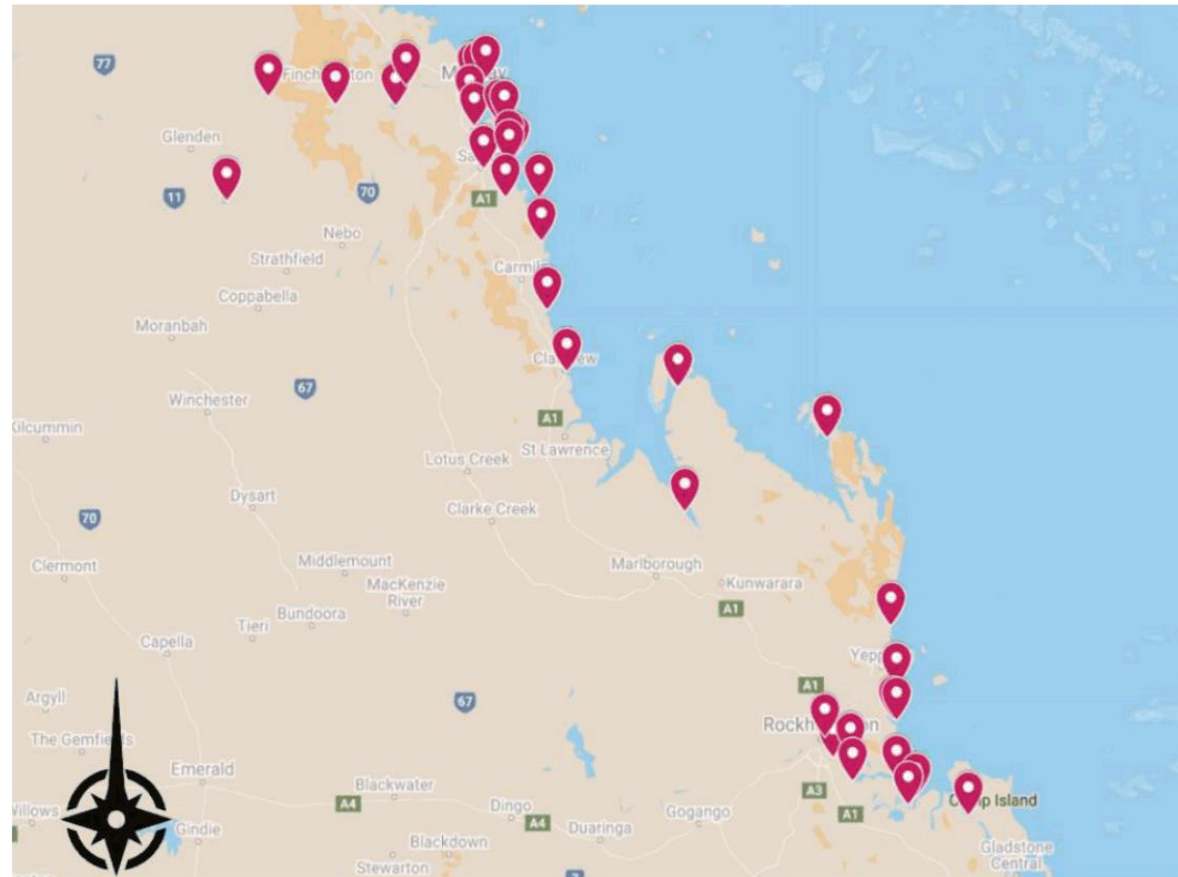 77
Glenden
11
70
A1
Nebo
Strathfield
Coppabella
Moranbah
67
Winchester
A1
St Lawrence
Lotus Creek
Dysart
Clarke Creek
70
Clermont
Middlemount
MacKenzie
River
Marlborough
Kunwarara
A1
Bundoora
Tieri
Capella
A1
Argyll
67
The Gemfields
Emerald
Blackwater
A4
Dingo
A4
Gogango
A3
A1
Island
Duaringa
Gindie
Blackdown
Stewarton
Gladstone
Central